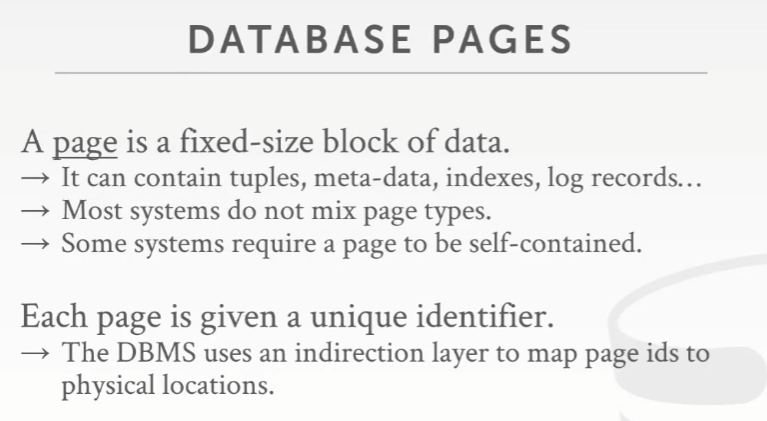 DATABASE PAGES
A page is a fixed-size block of data.
→ It can contain tuples, meta-data, indexes, log records…
→ Most systems do not mix page types.
→ Some systems require a page to be self-contained.
Each page is given a unique identifier.
→ The DBMS uses an indirection layer to map page ids to
physical locations.